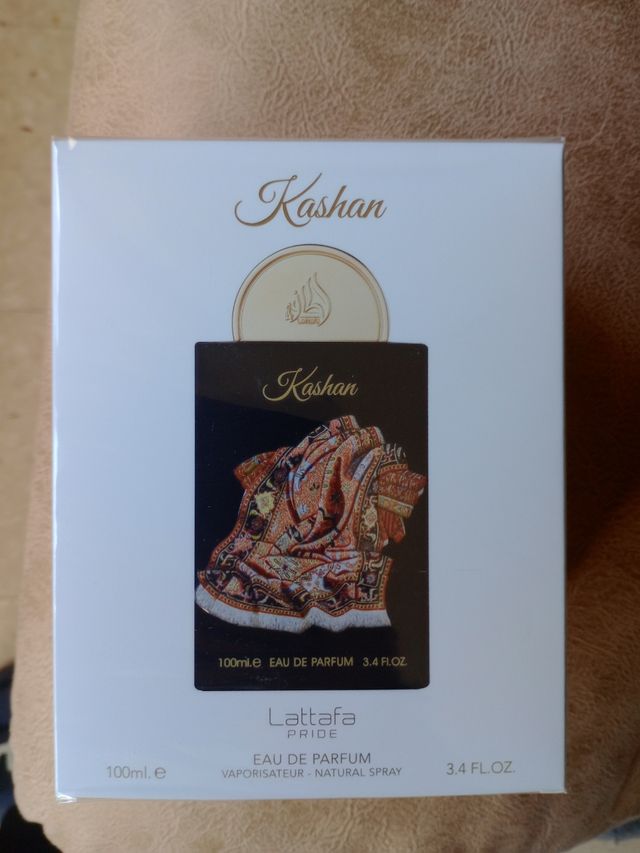 Kashan
LATTAFA
Kashan
100ml.e EAU DE PARFUM 3.4 Fl.OZ.
Lattafa
PRIDE
EAU DE PARFUM
100ml. e VAPORISATEUR - NATURAL SPRAY 3.4 FL.OZ.